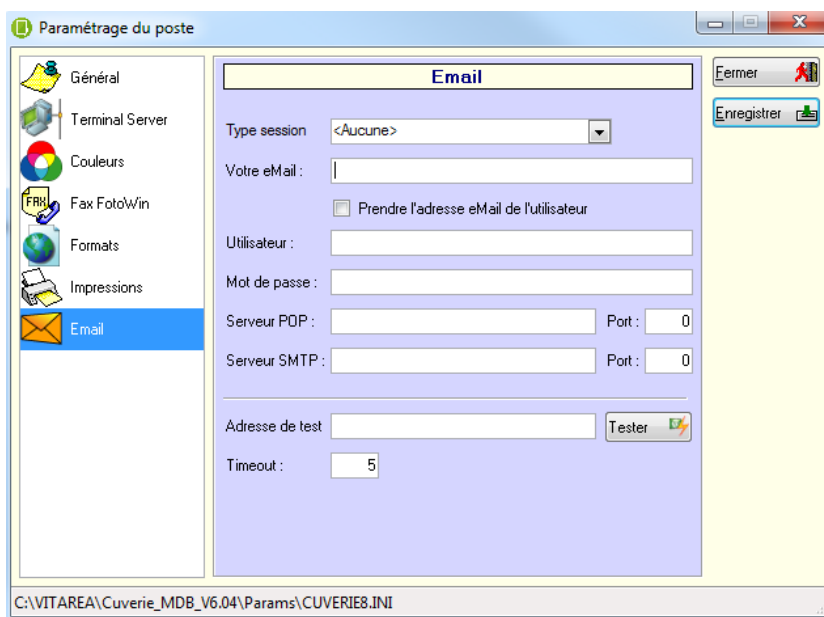 Paramétrage du poste
Général
Terminal Server
Couleurs
FAX
Fax FotoWin
Formats
Impressions
Email
Email
Type session <Aucune>
Votre eMail :
Prendre l'adresse eMail de l'utilisateur
Utilisateur :
Mot de passe :
Serveur POP : Port : 0
Serveur SMTP : Port : 0
Adresse de test Tester
Timeout : 5
Fermer
Enregistrer
C:\VITAREA\Cuverie_MDB_V6.04\Params\CUVERIE8.INI